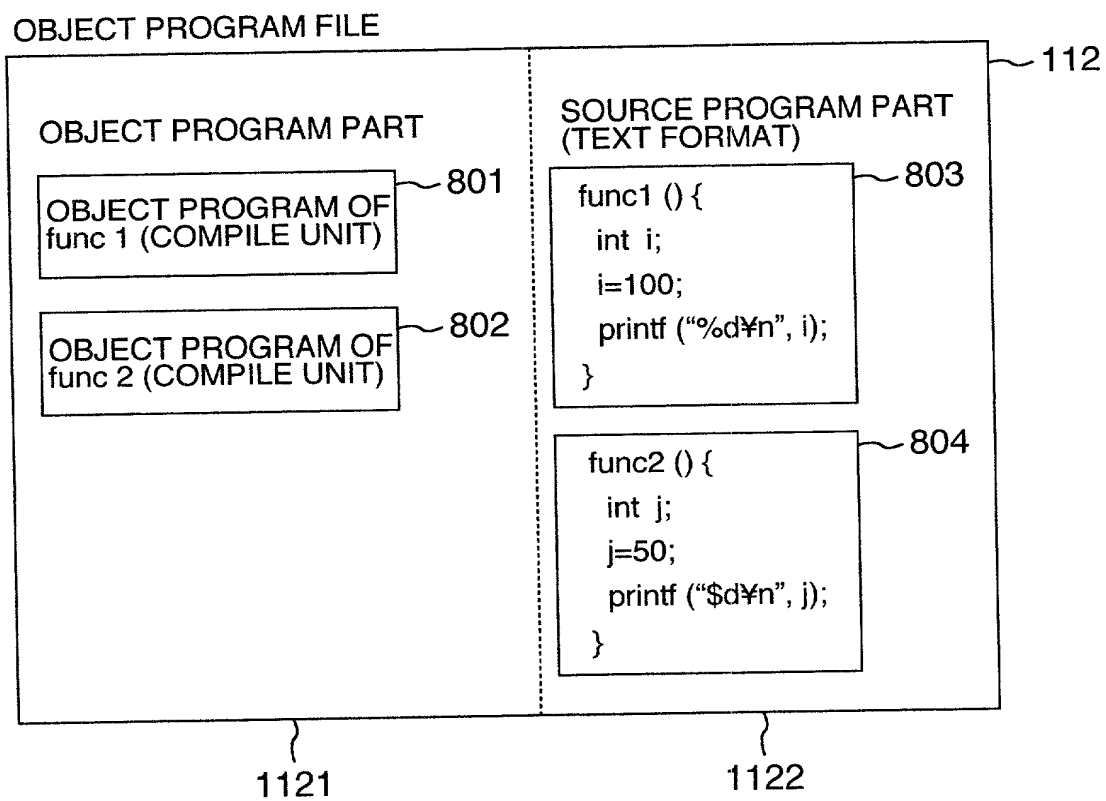 OBJECT PROGRAM FILE
112
OBJECT PROGRAM PART
801
OBJECT PROGRAM OF
func 1 (COMPILE UNIT)
802
OBJECT PROGRAM OF
func 2 (COMPILE UNIT)
SOURCE PROGRAM PART
(TEXT FORMAT)
803
func1 () {
int i;
i=100;
printf (“%d¥n”, i);
}
804
func2 () {
int j;
j=50;
printf (“$d¥n”, j);
}
1121
1122